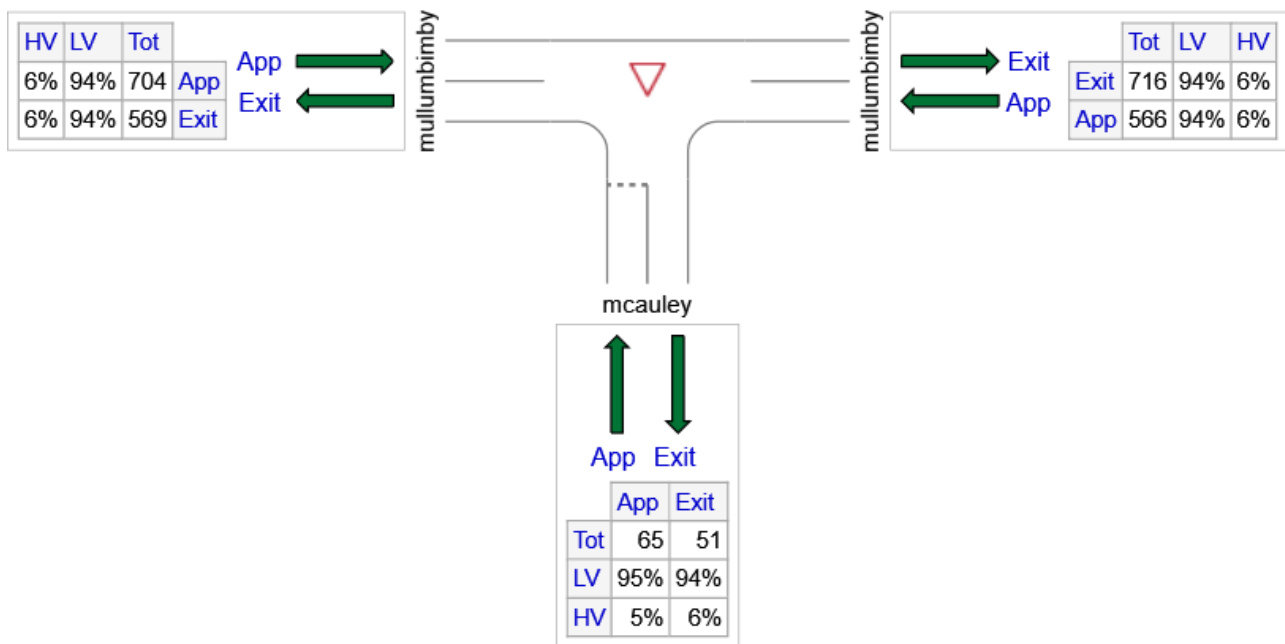 HV LV Tot
6% 94% 704 App
6% 94% 569 Exit
App
Exit
mullumbimby
mullumbimby
Exit
App
Tot LV HV
Exit 716 94% 6%
App 566 94% 6%
mcauley
App Exit
App Exit
Tot 65 51
LV 95% 94%
HV 5% 6%